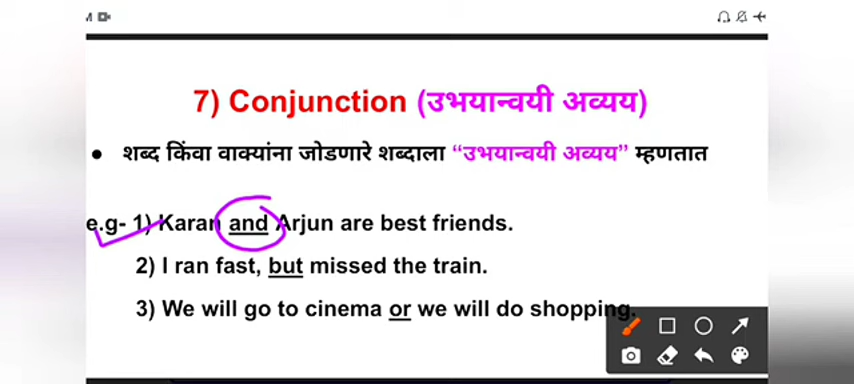 M
7) Conjunction (उभयान्वयी अव्यय)
• शब्द किंवा वाक्यांना जोडणारे शब्दाला “उभयान्वयी अव्यय” म्हणतात
e.g- 1) Karan and Arjun are best friends.
2) I ran fast, but missed the train.
3) We will go to cinema or we will do shopping.